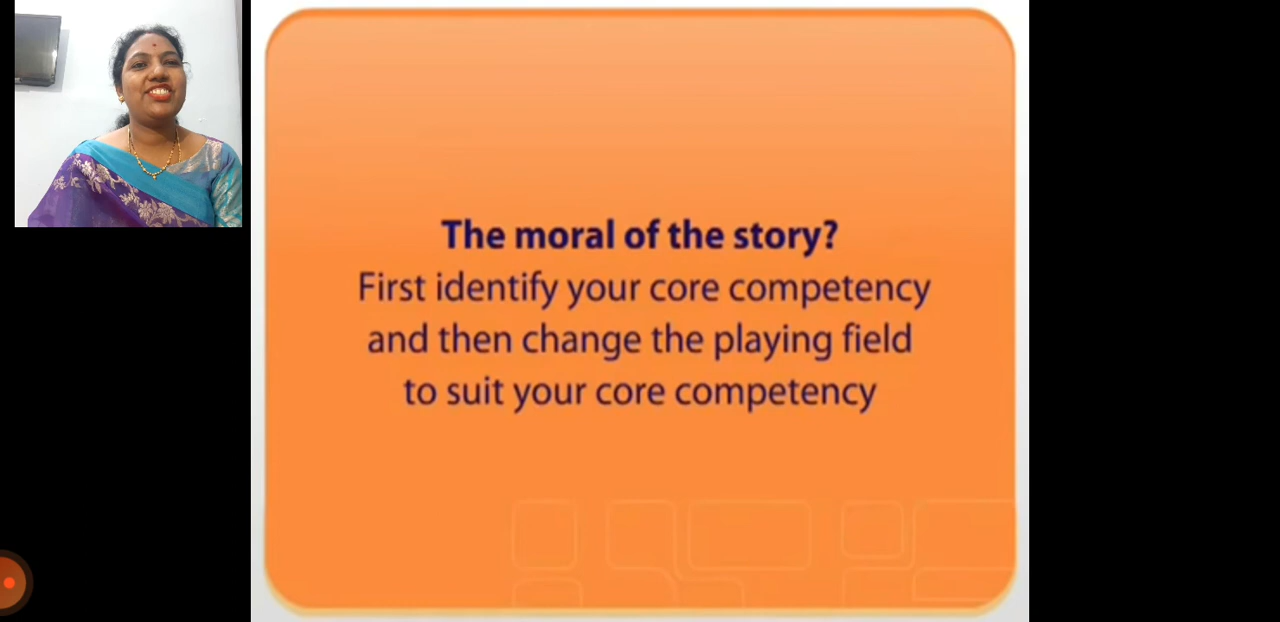 The moral of the story?
First identify your core competency
and then change the playing field
to suit your core competency